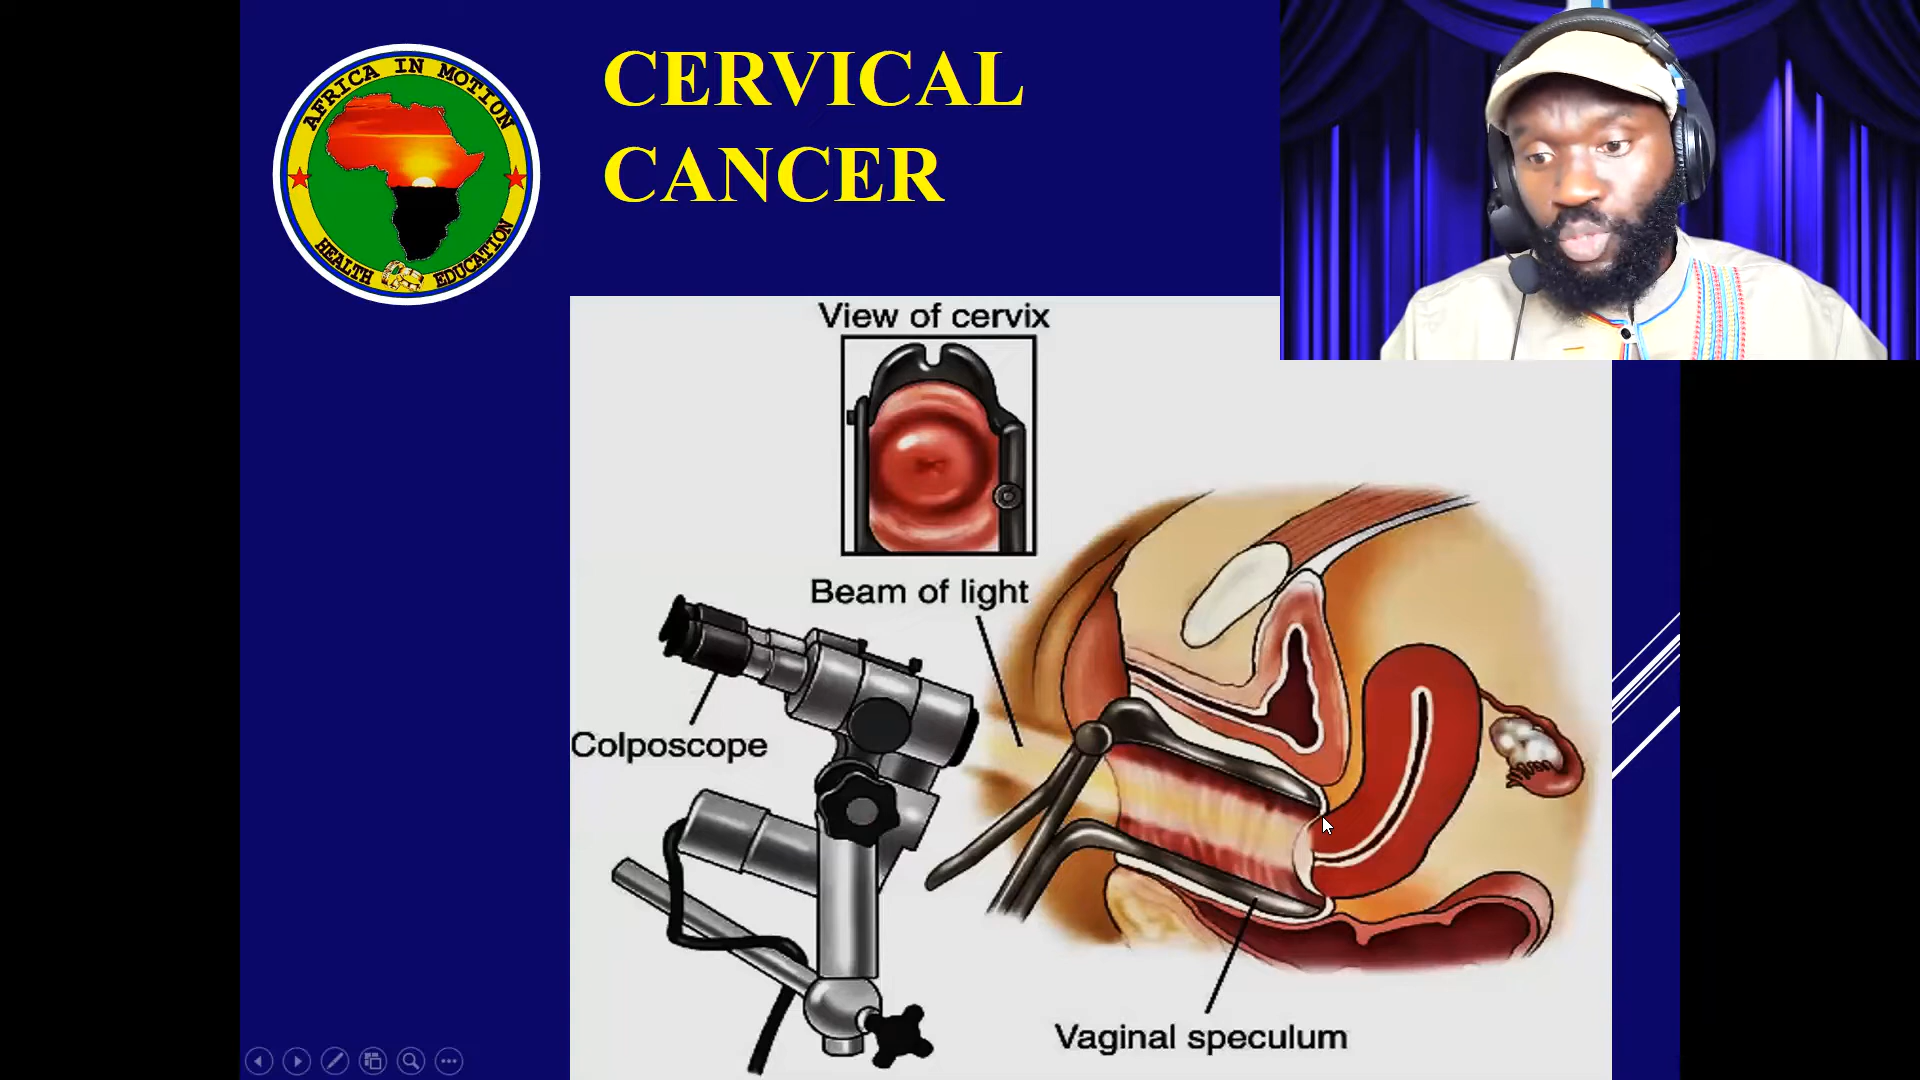 AFRICA IN MOTION
HEALTH EDUCATION
CERVICAL
CANCER
View of cervix
Beam of light
Colposcope
Vaginal speculum